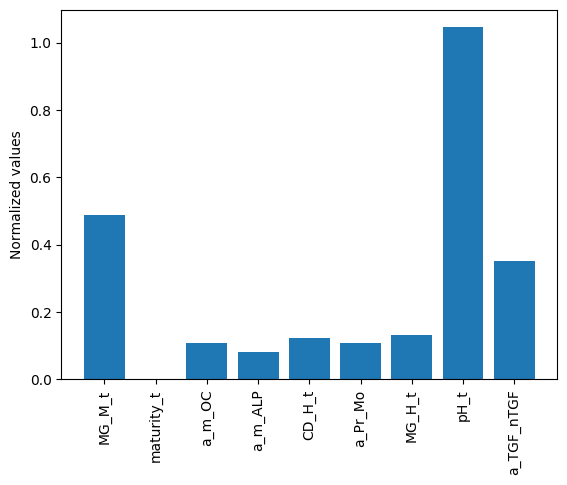 Normalized values
1.0
0.8
0.6
0.4
0.2
0.0
MG_M_t
maturity_t
a_m_OC
a_m_ALP
CD_H_t
a_Pr_Mo
MG_H_t
pH_t
a_TGF_nTGF